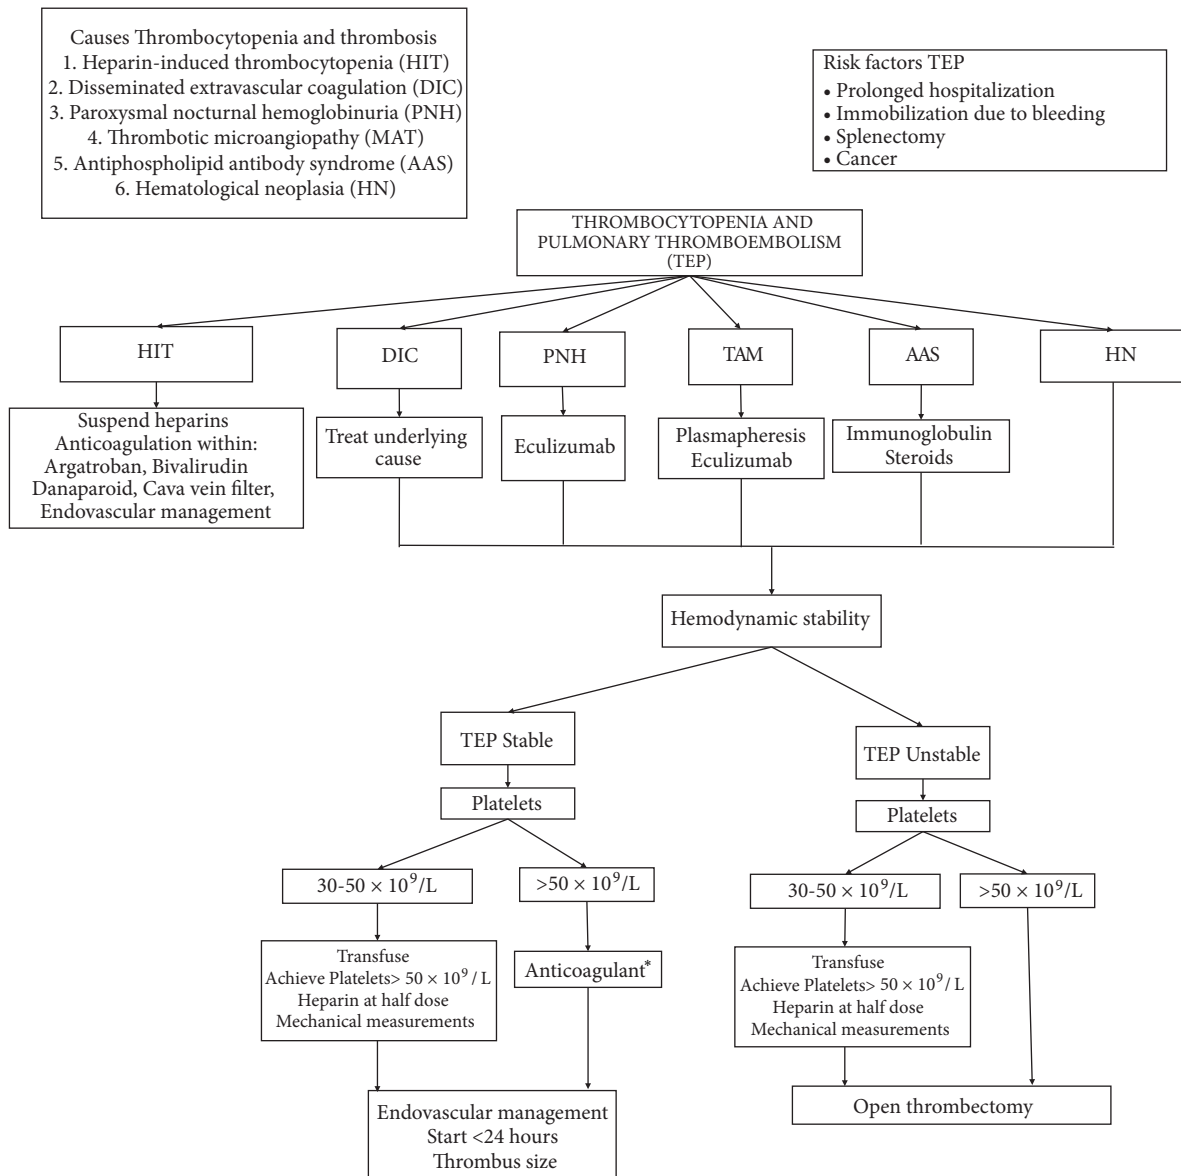 Causes Thrombocytopenia and thrombosis
1. Heparin-induced thrombocytopenia (HIT)
2. Disseminated extravascular coagulation (DIC)
3. Paroxysmal nocturnal hemoglobinuria (PNH)
4. Thrombotic microangiopathy (MAT)
5. Antiphospholipid antibody syndrome (AAS)
6. Hematological neoplasia (HN)
Risk factors TEP
• Prolonged hospitalization
• Immobilization due to bleeding
• Splenectomy
• Cancer
THROMBOCYTOPENIA AND
PULMONARY THROMBOEMBOLISM
(TEP)
HIT
DIC
PNH
TAM
AAS
HN
Suspend heparins
Anticoagulation within:
Argatroban, Bivalirudin
Danaparoid, Cava vein filter,
Endovascular management
Treat underlying
cause
Eculizumab
Plasmapheresis
Eculizumab
Immunoglobulin
Steroids
Hemodynamic stability
TEP Stable
TEP Unstable
Platelets
Platelets
30-50 × 10⁹/L
>50 × 10⁹/L
30-50 × 10⁹/L
>50 × 10⁹/L
Transfuse
Achieve Platelets> 50 × 10⁹/L
Heparin at half dose
Mechanical measurements
Anticoagulant*
Transfuse
Achieve Platelets> 50 × 10⁹/L
Heparin at half dose
Mechanical measurements
Endovascular management
Start <24 hours
Thrombus size
Open thrombectomy